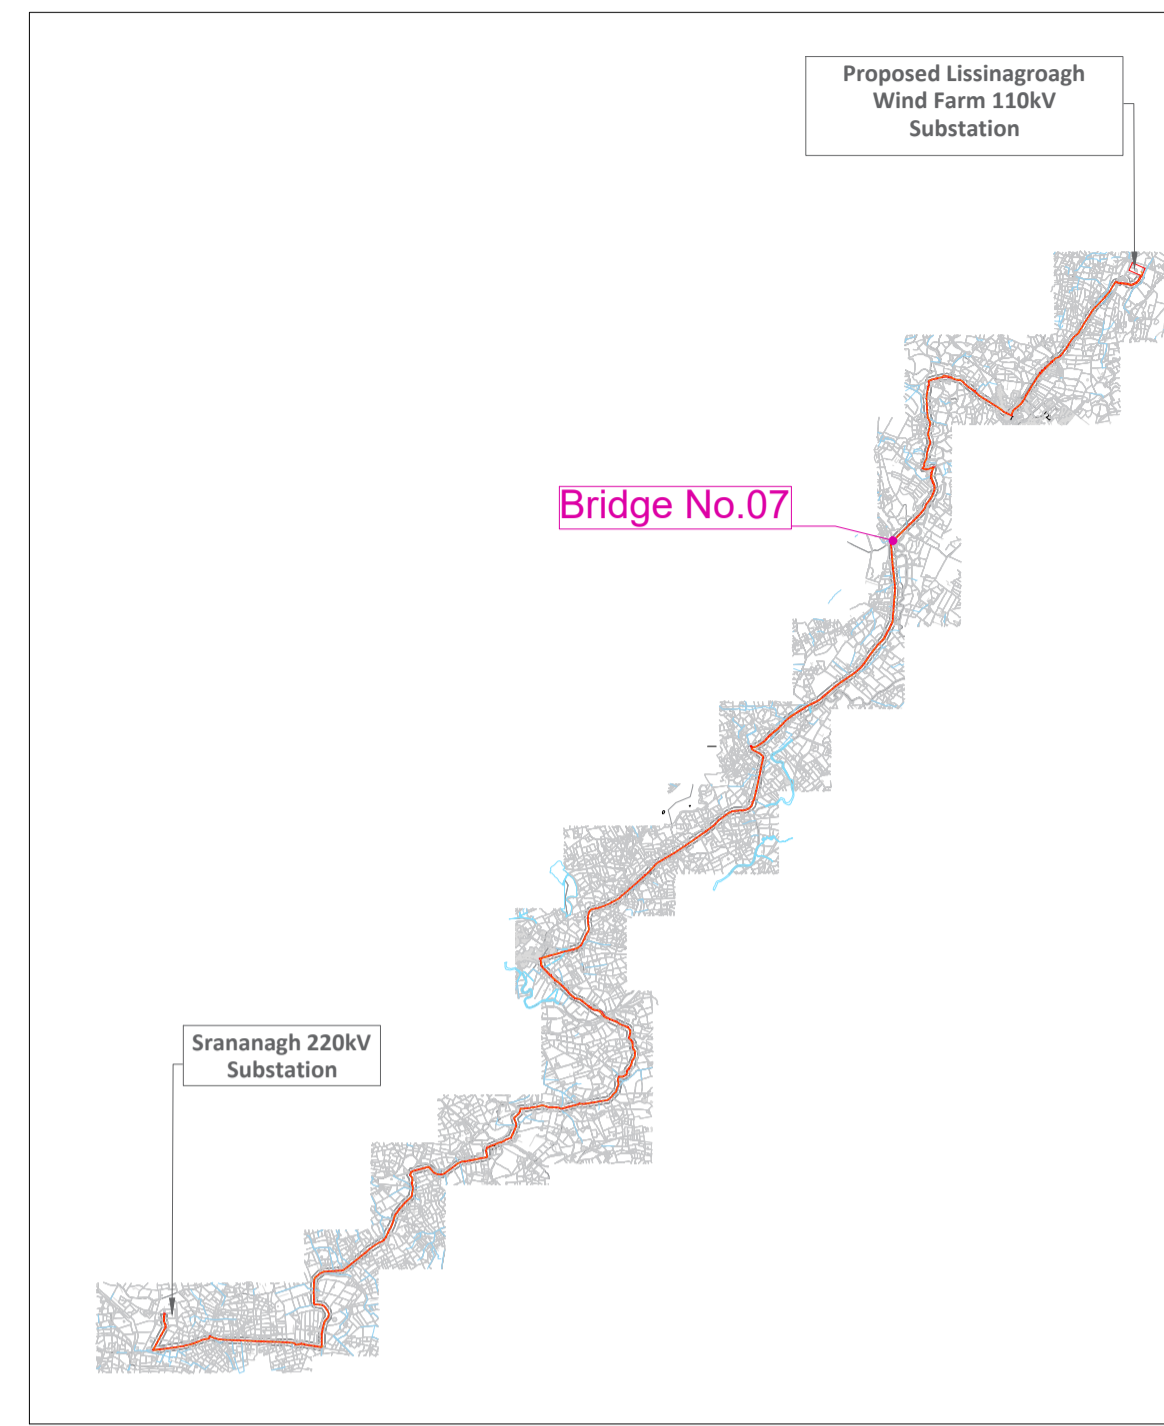 Proposed Lissinagroagh
Wind Farm 110kV
Substation
Bridge No.07
Srananagh 220kV
Substation